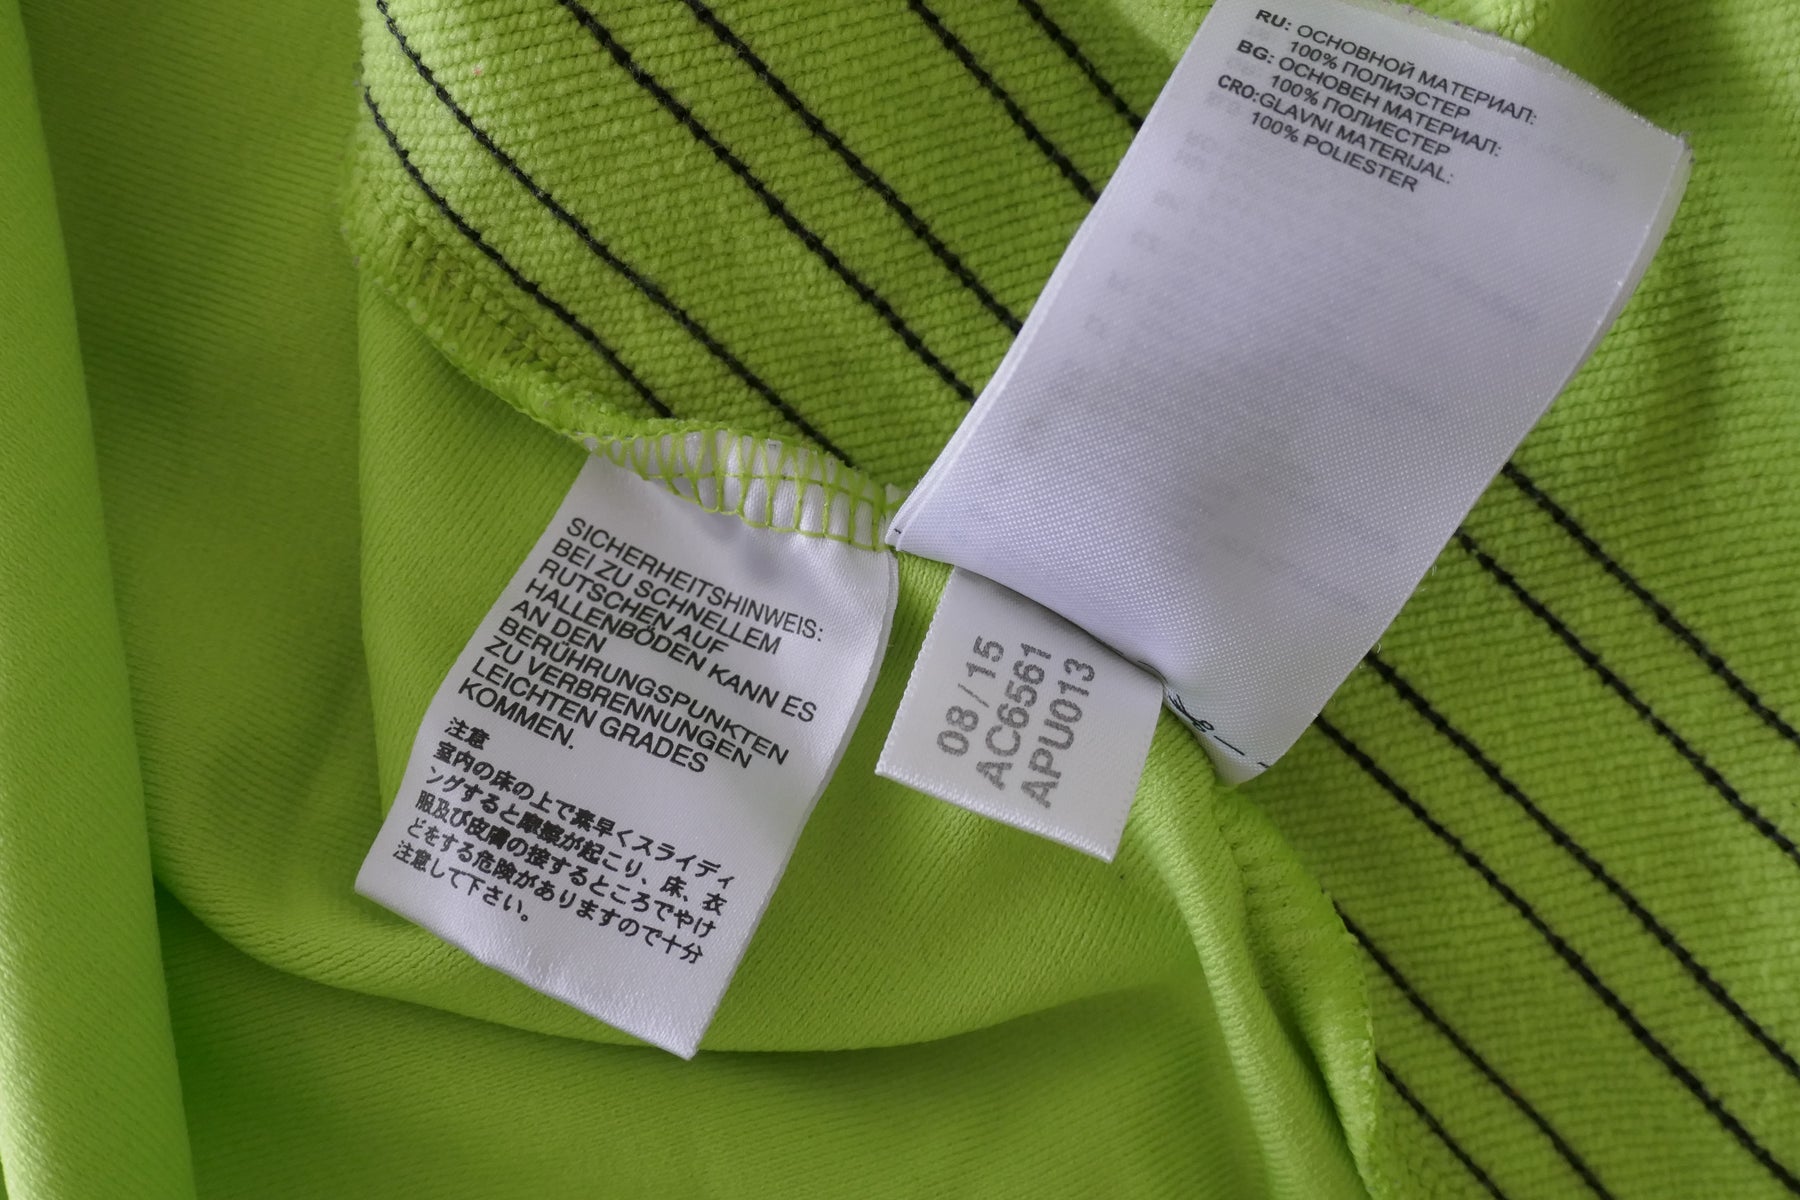 RU: ОСНОВНОЙ МАТЕРИАЛ:
100% ПОЛИЭСТЕР
BG: ОСНОВЕН МАТЕРИАЛ:
100% ПОЛИЕСТЕР
CRO:GLAVNI MATERIJAL:
100% POLIESTER
SICHERHEITSHINWEIS:
BEI ZU SCHNELLEM
RUTSCHEN AUF
HALLENBÖDEN KANN ES
AN DEN
BERÜHRUNGSPUNKTEN
ZU VERBRENNUNGEN
LEICHTEN GRADES
KOMMEN.
注意
室内の床の上で素早くスライディ
ングすると摩擦が起こり、床、衣
服及び皮膚の接するところでやけ
どをする危険がありますので十分
注意して下さい。
08/15
AC6561
APU013